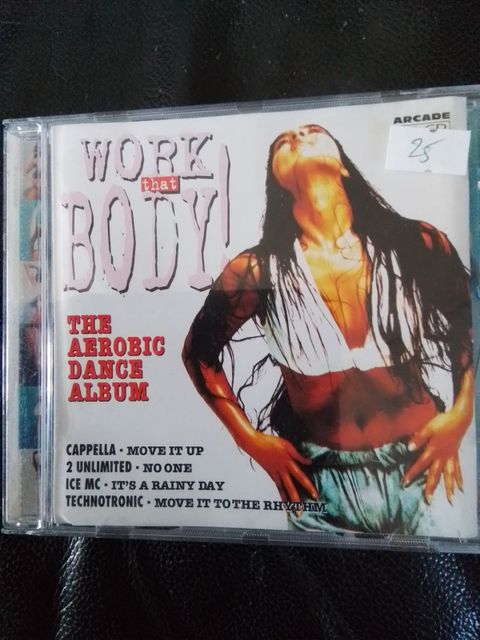 ARCADE
25
WORK
that
BODY!
THE
AEROBIC
DANCE
ALBUM
CAPPELLA · MOVE IT UP
2 UNLIMITED · NO ONE
ICE MC · IT'S A RAINY DAY
TECHNOTRONIC · MOVE IT TO THE RHYTHM